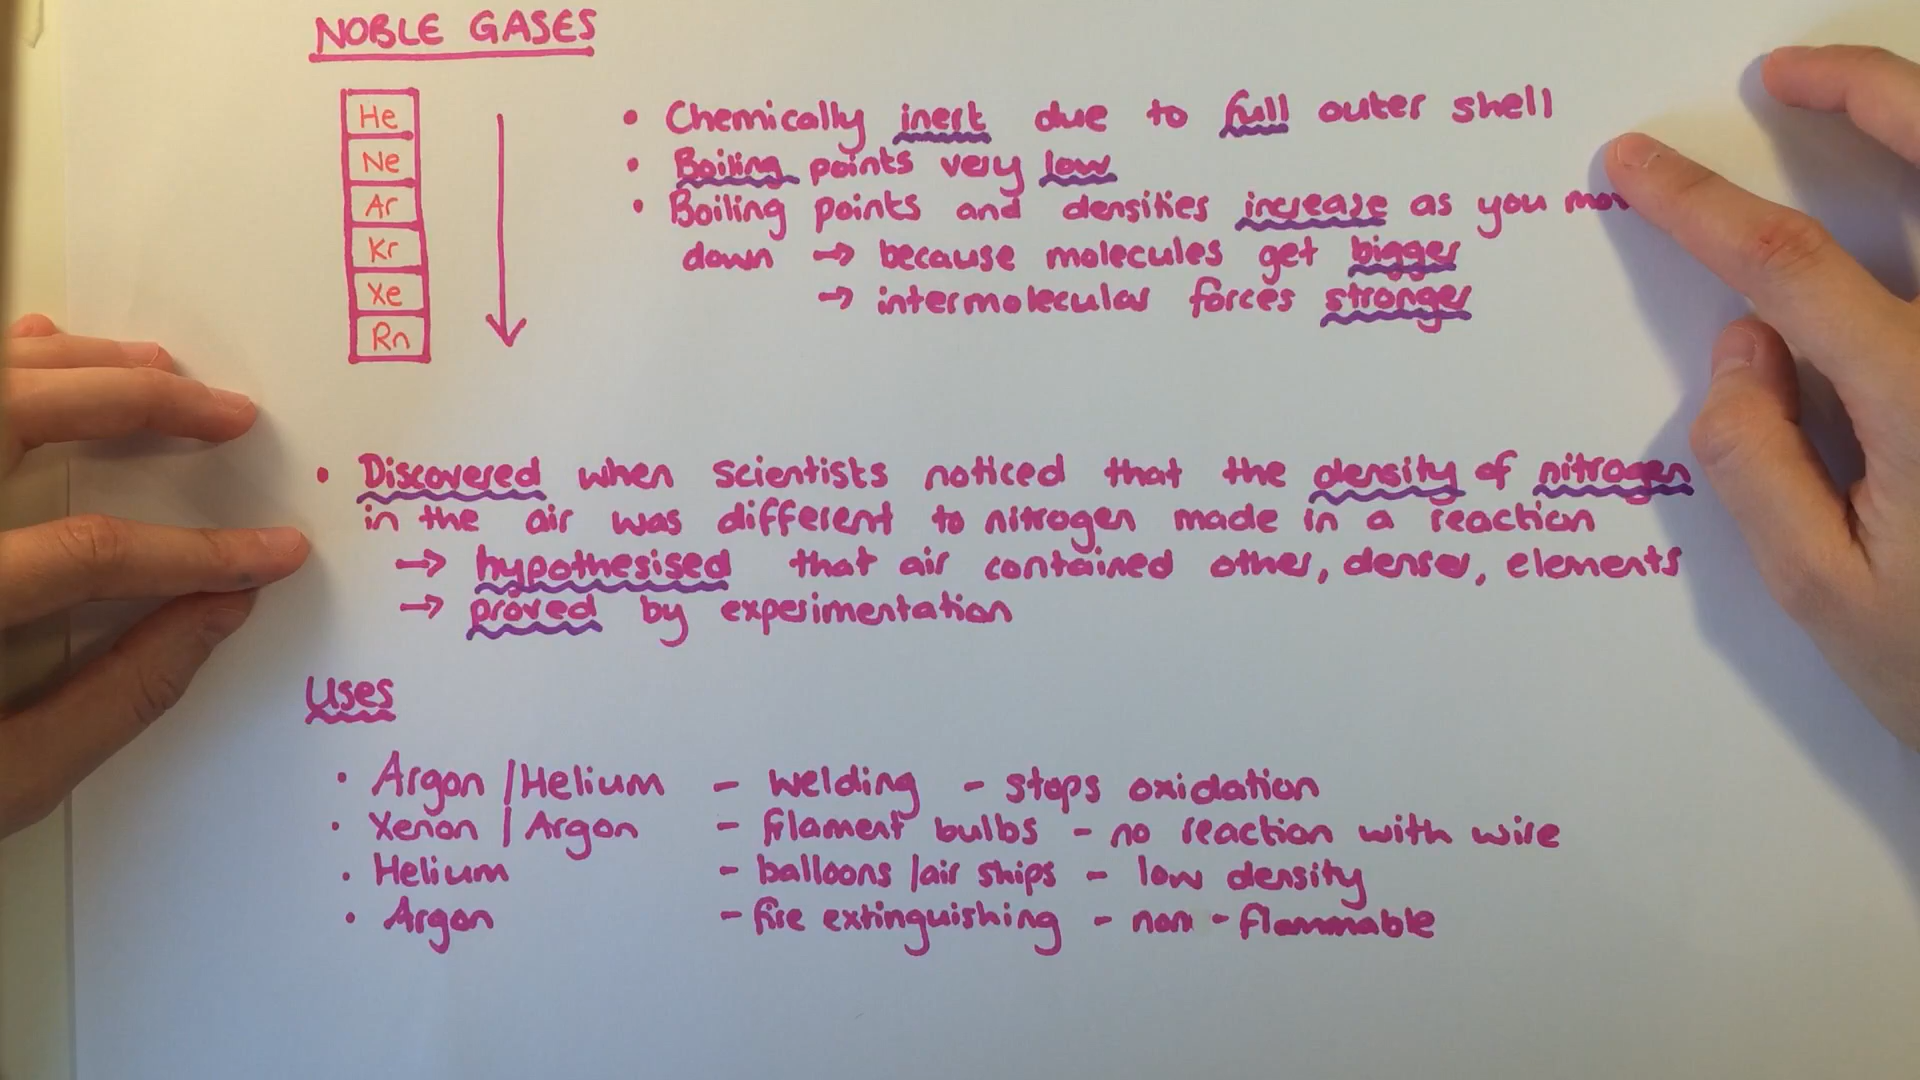 NOBLE GASES
He
Ne
Ar
Kr
Xe
Rn
• Chemically inert due to full outer shell
• Boiling points very low
• Boiling points and densities increase as you mov
down → because molecules get bigger
→ intermolecular forces stronger
• Discovered when scientists noticed that the density of nitrogen
in the air was different to nitrogen made in a reaction
→ hypothesised that air contained other, denser, elements
→ proved by experimentation
Uses
• Argon / Helium - welding - stops oxidation
• Xenon / Argon - filament bulbs - no reaction with wire
• Helium - balloons / air ships - low density
• Argon - fire extinguishing - non - flammable